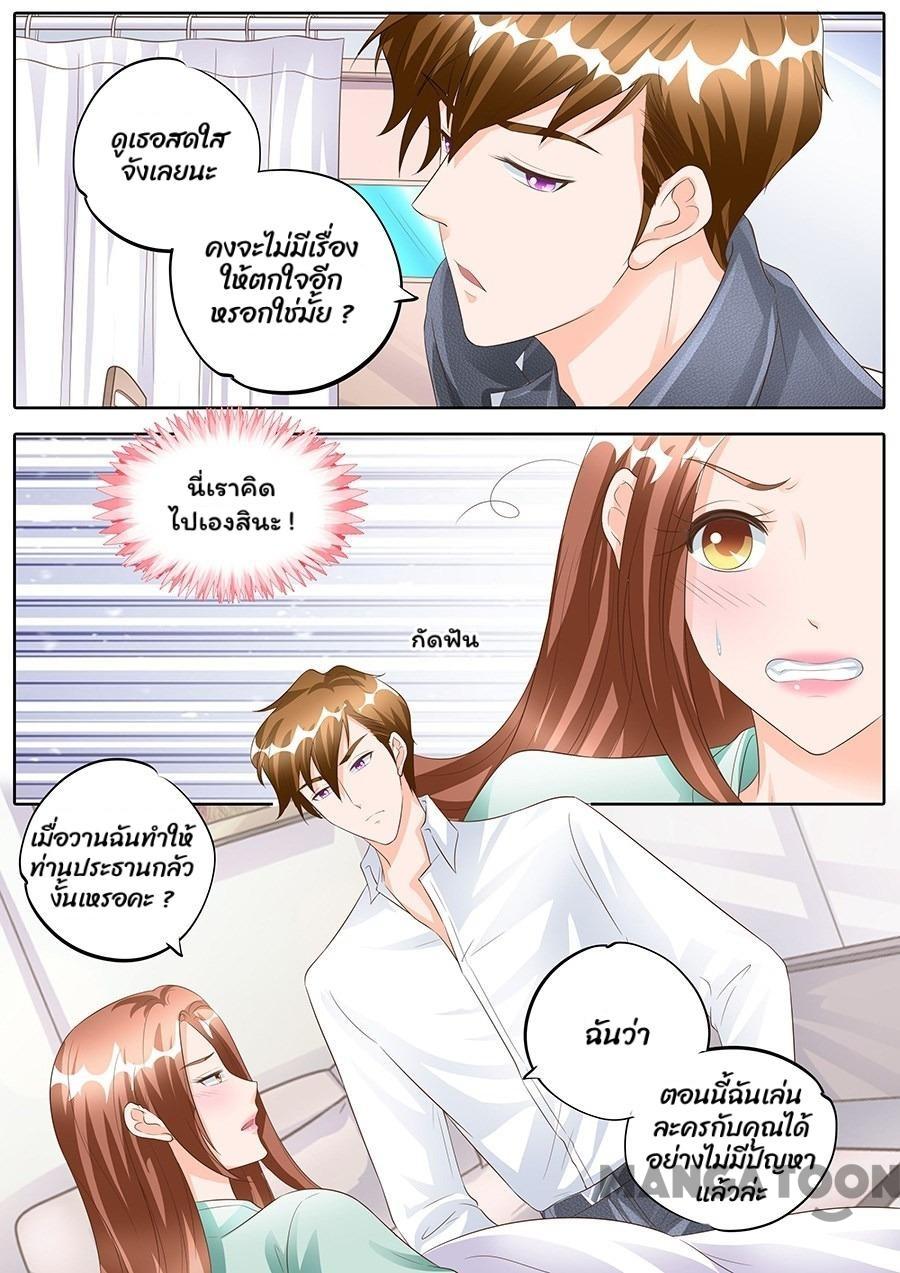 ดูเธอสดใส
จังเลยนะ
คงจะไม่มีเรื่อง
ให้ตกใจอีก
หรอกใช่มั้ย ?
นี่เราคิด
ไปเองสินะ !
กัดฟัน
เมื่อวานฉันทำให้
ท่านประธานกลัว
งั้นเหรอคะ ?
ฉันว่า
ตอนนี้ฉันเล่น
ละครกับคุณได้
อย่างไม่มีปัญหา
แล้วล่ะ
MANGATOON